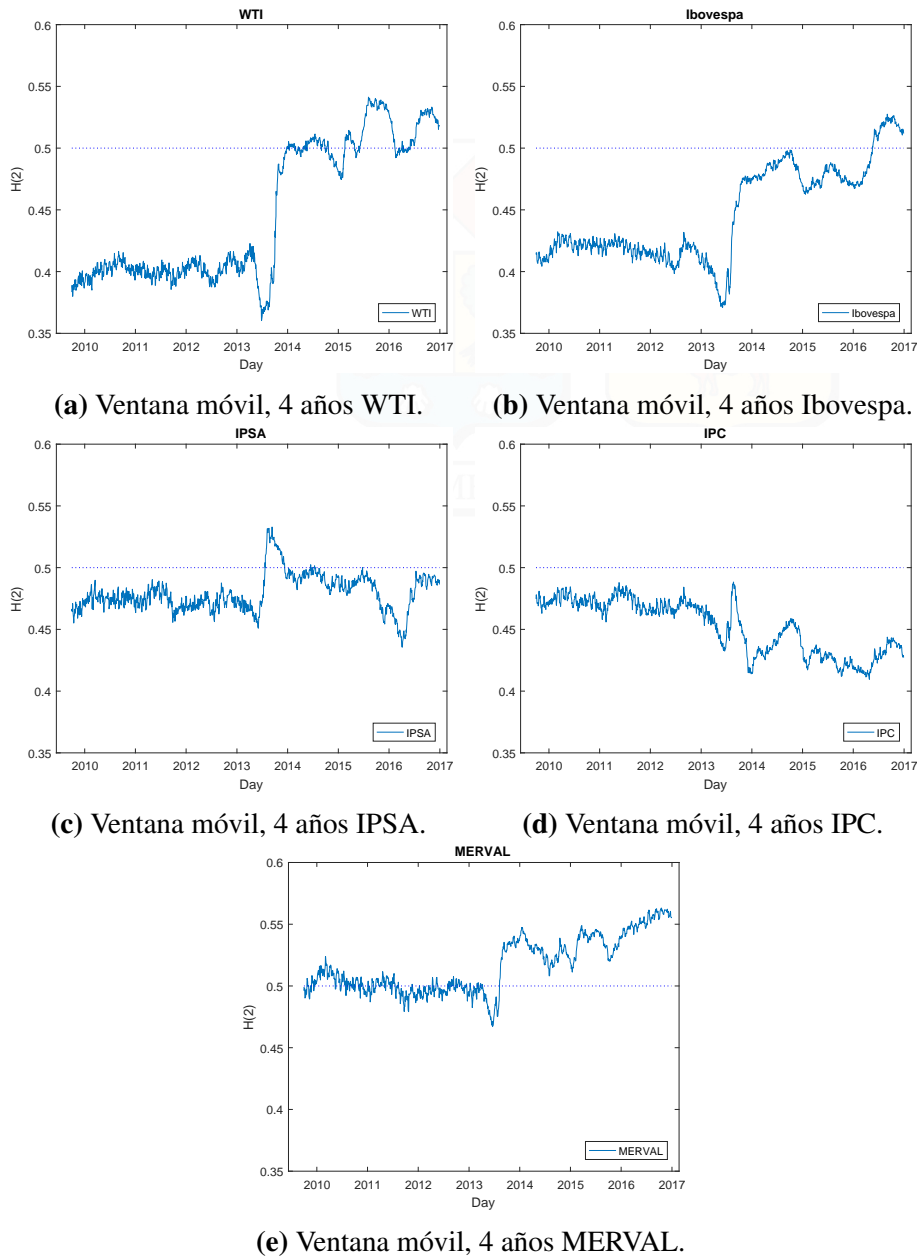 WTI
0.6
0.55
0.5
0.45
0.4
0.35
H(2)
2010 2011 2012 2013 2014 2015 2016 2017
Day
WTI
(a) Ventana móvil, 4 años WTI.
Ibovespa
0.6
0.55
0.5
0.45
0.4
0.35
H(2)
2010 2011 2012 2013 2014 2015 2016 2017
Day
Ibovespa
(b) Ventana móvil, 4 años Ibovespa.
IPSA
0.6
0.55
0.5
0.45
0.4
0.35
H(2)
2010 2011 2012 2013 2014 2015 2016 2017
Day
IPSA
(c) Ventana móvil, 4 años IPSA.
IPC
0.6
0.55
0.5
0.45
0.4
0.35
H(2)
2010 2011 2012 2013 2014 2015 2016 2017
Day
IPC
(d) Ventana móvil, 4 años IPC.
MERVAL
0.6
0.55
0.5
0.45
0.4
0.35
H(2)
2010 2011 2012 2013 2014 2015 2016 2017
Day
MERVAL
(e) Ventana móvil, 4 años MERVAL.